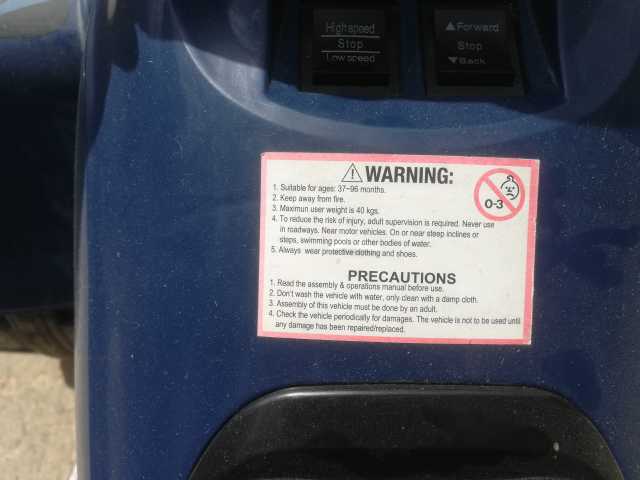 High speed
Stop
Low speed
▲ Forward
Stop
▼ Back
⚠ WARNING:
1. Suitable for ages: 37~96 months.
2. Keep away from fire.
3. Maximun user weight is 40 kgs.
4. To reduce the risk of injury, adult supervision is required. Never use
in roadways. Near motor vehicles. On or near steep inclines or
steps, swimming pools or other bodies of water.
5. Always wear protective clothing and shoes.
0-3
PRECAUTIONS
1. Read the assembly & operations manual before use.
2. Don't wash the vehicle with water, only clean with a damp cloth.
3. Assembly of this vehicle must be done by an adult.
4. Check the vehicle periodically for damages. The vehicle is not to be used until
any damage has been repaired/replaced.